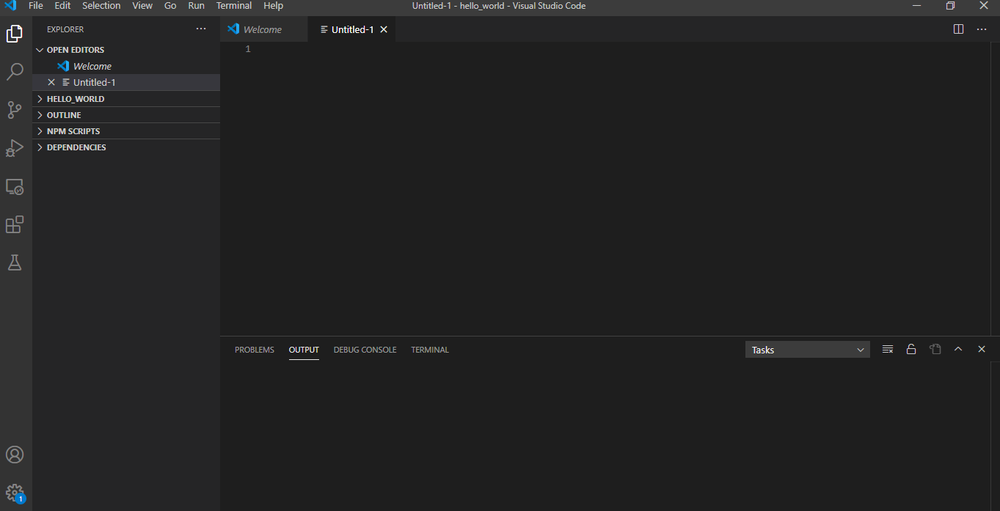 File Edit Selection View Go Run Terminal Help Untitled-1 - hello_world - Visual Studio Code
EXPLORER
Welcome Untitled-1
OPEN EDITORS
Welcome
Untitled-1
HELLO_WORLD
OUTLINE
NPM SCRIPTS
DEPENDENCIES
1
PROBLEMS OUTPUT DEBUG CONSOLE TERMINAL Tasks
1